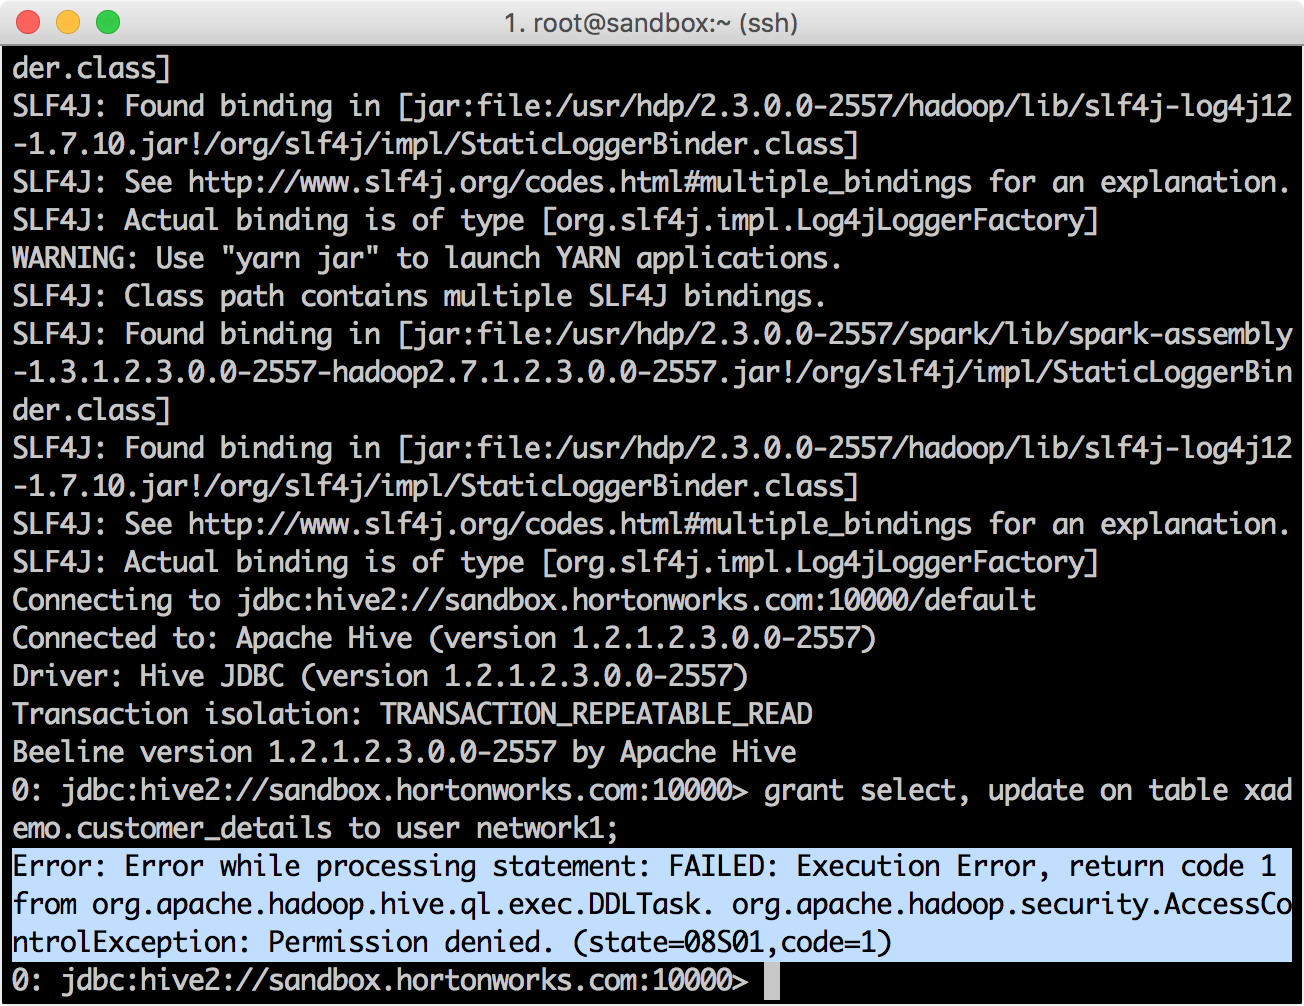 1. root@sandbox:~ (ssh)
der.class]
SLF4J: Found binding in [jar:file:/usr/hdp/2.3.0.0-2557/hadoop/lib/slf4j-log4j12
-1.7.10.jar!/org/slf4j/impl/StaticLoggerBinder.class]
SLF4J: See http://www.slf4j.org/codes.html#multiple_bindings for an explanation.
SLF4J: Actual binding is of type [org.slf4j.impl.Log4jLoggerFactory]
WARNING: Use "yarn jar" to launch YARN applications.
SLF4J: Class path contains multiple SLF4J bindings.
SLF4J: Found binding in [jar:file:/usr/hdp/2.3.0.0-2557/spark/lib/spark-assembly
-1.3.1.2.3.0.0-2557-hadoop2.7.1.2.3.0.0-2557.jar!/org/slf4j/impl/StaticLoggerBin
der.class]
SLF4J: Found binding in [jar:file:/usr/hdp/2.3.0.0-2557/hadoop/lib/slf4j-log4j12
-1.7.10.jar!/org/slf4j/impl/StaticLoggerBinder.class]
SLF4J: See http://www.slf4j.org/codes.html#multiple_bindings for an explanation.
SLF4J: Actual binding is of type [org.slf4j.impl.Log4jLoggerFactory]
Connecting to jdbc:hive2://sandbox.hortonworks.com:10000/default
Connected to: Apache Hive (version 1.2.1.2.3.0.0-2557)
Driver: Hive JDBC (version 1.2.1.2.3.0.0-2557)
Transaction isolation: TRANSACTION_REPEATABLE_READ
Beeline version 1.2.1.2.3.0.0-2557 by Apache Hive
0: jdbc:hive2://sandbox.hortonworks.com:10000> grant select, update on table xad
emo.customer_details to user network1;
Error: Error while processing statement: FAILED: Execution Error, return code 1
from org.apache.hadoop.hive.ql.exec.DDLTask. org.apache.hadoop.security.AccessCo
ntrolException: Permission denied. (state=08S01,code=1)
0: jdbc:hive2://sandbox.hortonworks.com:10000>